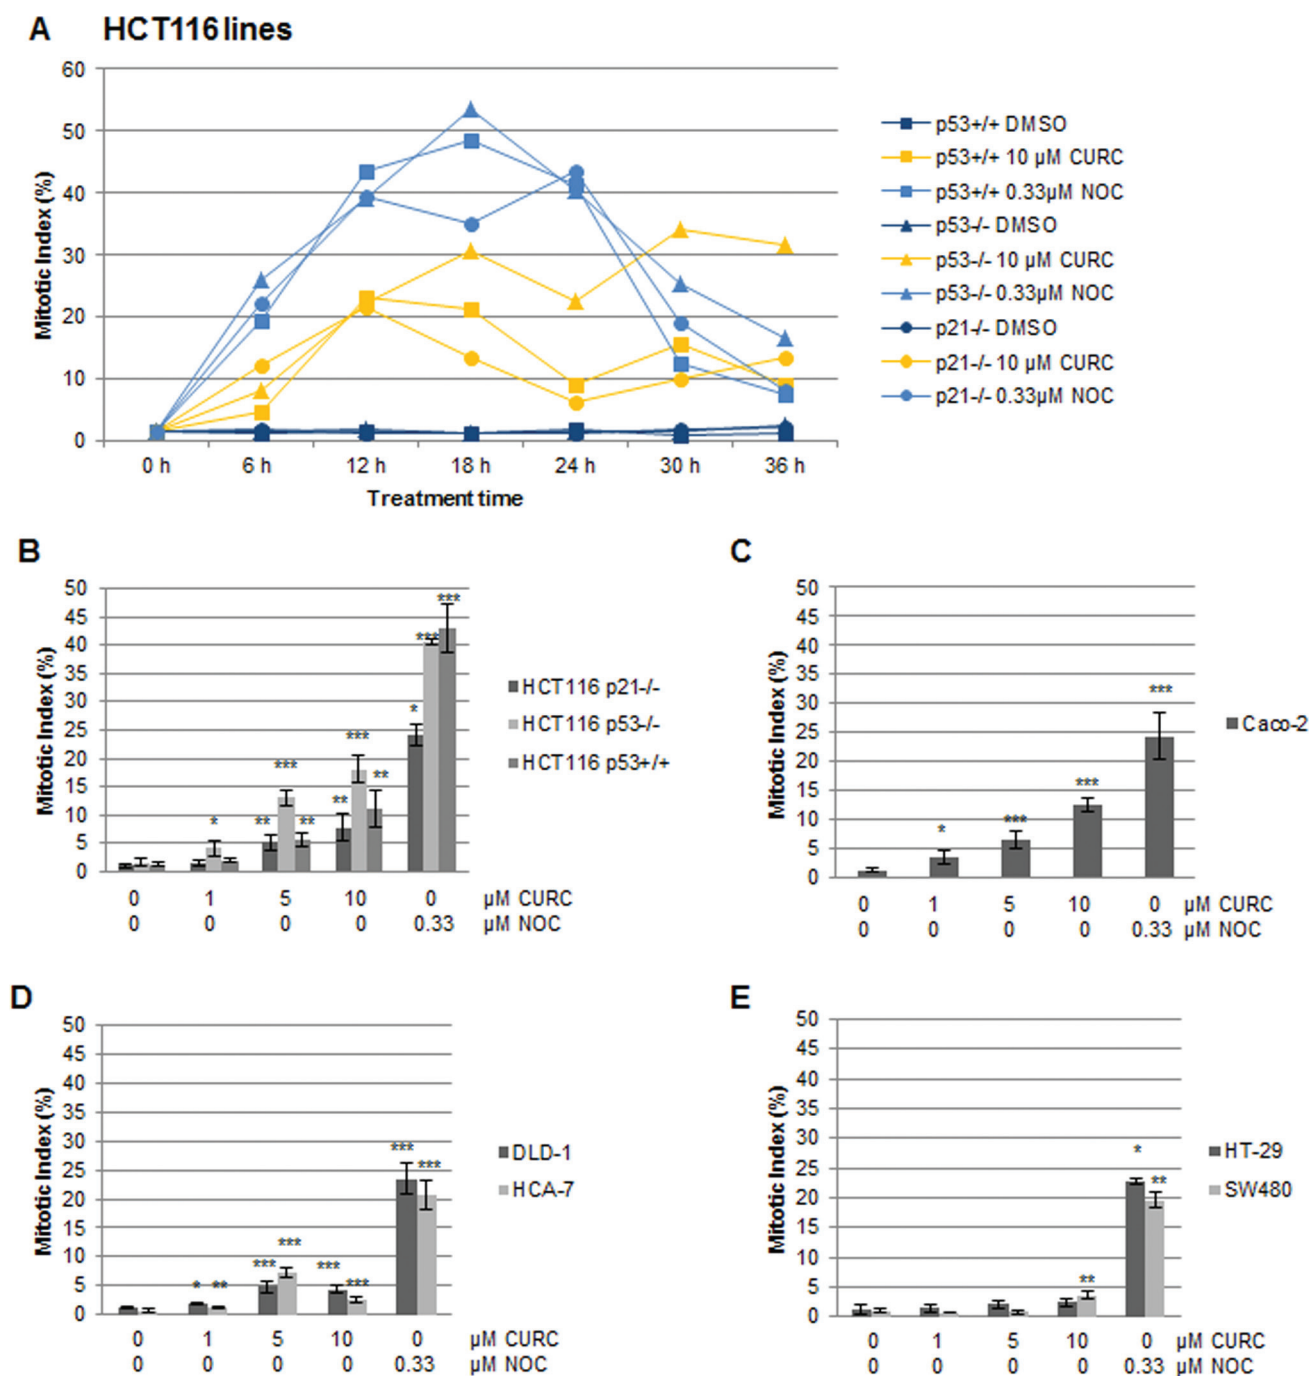 A HCT116 lines
60
50
40
30
20
10
0
Mitotic Index (%)
0 h 6 h 12 h 18 h 24 h 30 h 36 h
Treatment time
p53+/+ DMSO
p53+/+ 10 µM CURC
p53+/+ 0.33µM NOC
p53-/- DMSO
p53-/- 10 µM CURC
p53-/- 0.33µM NOC
p21-/- DMSO
p21-/- 10 µM CURC
p21-/- 0.33µM NOC
B
50
45
40
35
30
25
20
15
10
5
0
Mitotic Index (%)
* *** ** ** *** ** ** * *** ***
HCT116 p21-/-
HCT116 p53-/-
HCT116 p53+/+
0 1 5 10 0 µM CURC
0 0 0 0 0.33 µM NOC
C
50
45
40
35
30
25
20
15
10
5
0
Mitotic Index (%)
* *** *** ***
Caco-2
0 1 5 10 0 µM CURC
0 0 0 0 0.33 µM NOC
D
50
45
40
35
30
25
20
15
10
5
0
Mitotic Index (%)
* ** *** *** *** *** *** ***
DLD-1
HCA-7
0 1 5 10 0 µM CURC
0 0 0 0 0.33 µM NOC
E
50
45
40
35
30
25
20
15
10
5
0
Mitotic Index (%)
** * **
HT-29
SW480
0 1 5 10 0 µM CURC
0 0 0 0 0.33 µM NOC